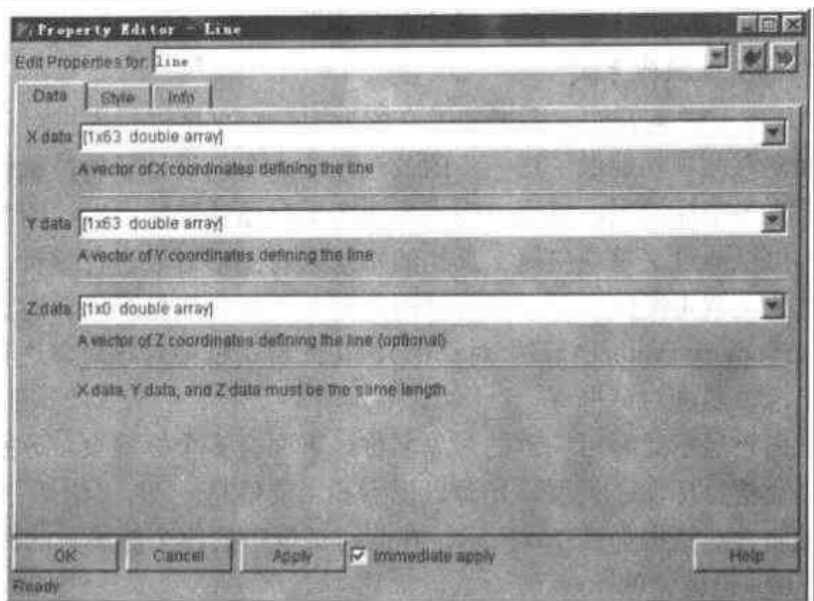 Property Editor - Line
Edit Properties for: line
Data Style Info
X data: [1x63 double array]
A vector of X coordinates defining the line
Y data: [1x63 double array]
A vector of Y coordinates defining the line
Z data: [1x0 double array]
A vector of Z coordinates defining the line (optional)
X data, Y data, and Z data must be the same length
OK Cancel Apply Immediate apply Help
Ready